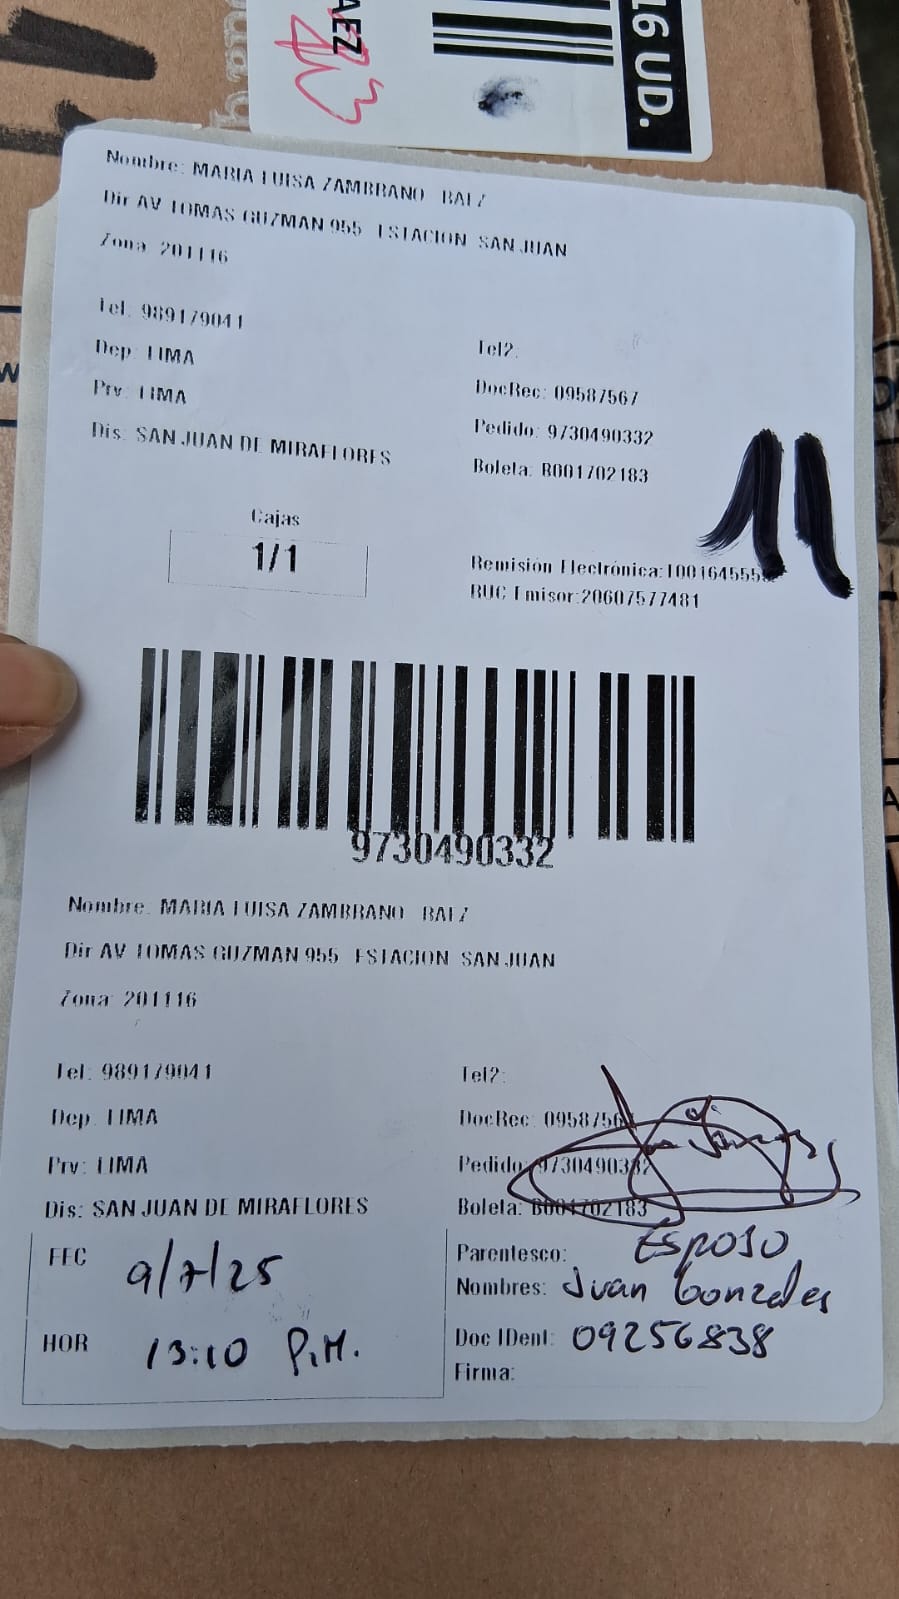 AEZ
16 UD.
Nombre: MARIA LUISA ZAMBRANO BAEZ
Dir AV TOMAS GUZMAN 955 ESTACION SAN JUAN
Zona: 201116
Tel: 989179041
Tel2:
Dep: LIMA
DocRec: 09587567
Prv: LIMA
Pedido: 9730490332
Dis: SAN JUAN DE MIRAFLORES
Boleta: B001702183
11
Cajas
1/1
Remisión Electrónica:
RUC Emisor:20607577481
9730490332
Nombre: MARIA LUISA ZAMBRANO BAEZ
Dir AV TOMAS GUZMAN 955 ESTACION SAN JUAN
Zona: 201116
Tel: 989179041
Tel2:
Dep: LIMA
DocRec: 0958756
Prv: LIMA
Pedido: 9730490332
Dis: SAN JUAN DE MIRAFLORES
Boleta: B001702183
FEC 9/7/25
Parentesco: Esposo
Nombres: Juan Gonzales
HOR 13:10 P.M.
Doc IDent: 09256838
Firma: